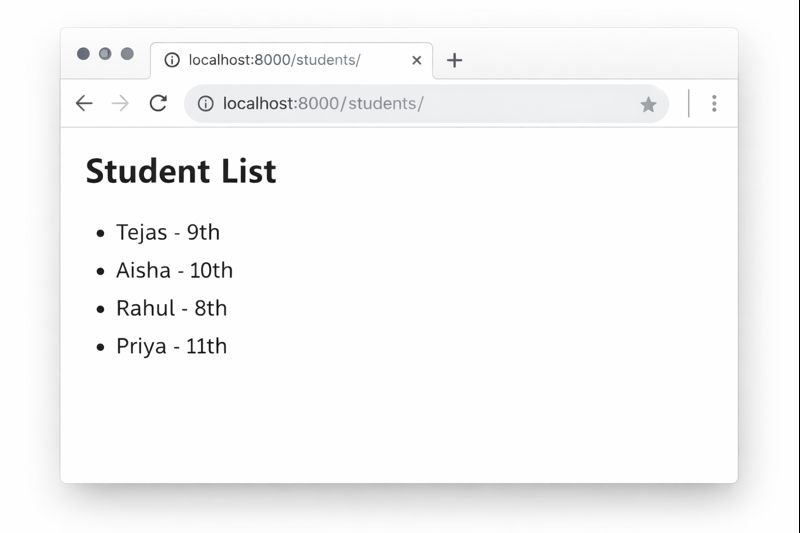 localhost:8000/students/
localhost:8000/students/
Student List
• Tejas - 9th
• Aisha - 10th
• Rahul - 8th
• Priya - 11th